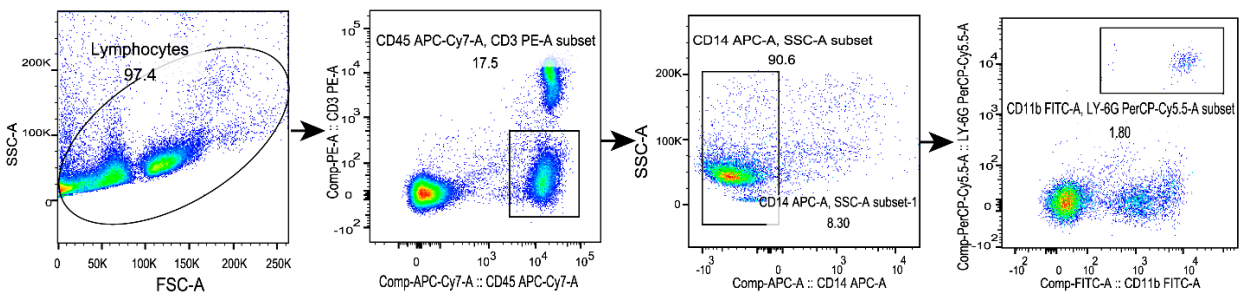 Lymphocytes
97.4
SSC-A
200K
100K
0
0
50K
100K
150K
200K
250K
FSC-A
CD45 APC-Cy7-A, CD3 PE-A subset
17.5
Comp-PE-A :: CD3 PE-A
10^5
10^4
10^3
10^2
0
-10^2
0
10^3
10^4
10^5
Comp-APC-Cy7-A :: CD45 APC-Cy7-A
CD14 APC-A, SSC-A subset
90.6
SSC-A
200K
150K
100K
50K
0
CD14 APC-A, SSC-A subset-1
8.30
-10^3
0
10^3
10^4
Comp-APC-A :: CD14 APC-A
CD11b FITC-A, LY-6G PerCP-Cy5.5-A subset
1.80
Comp-PerCP-Cy5.5-A :: LY-6G PerCP-Cy5.5-A
10^4
10^3
10^2
0
-10^2
-10^2
0
10^2
10^3
10^4
Comp-FITC-A :: CD11b FITC-A